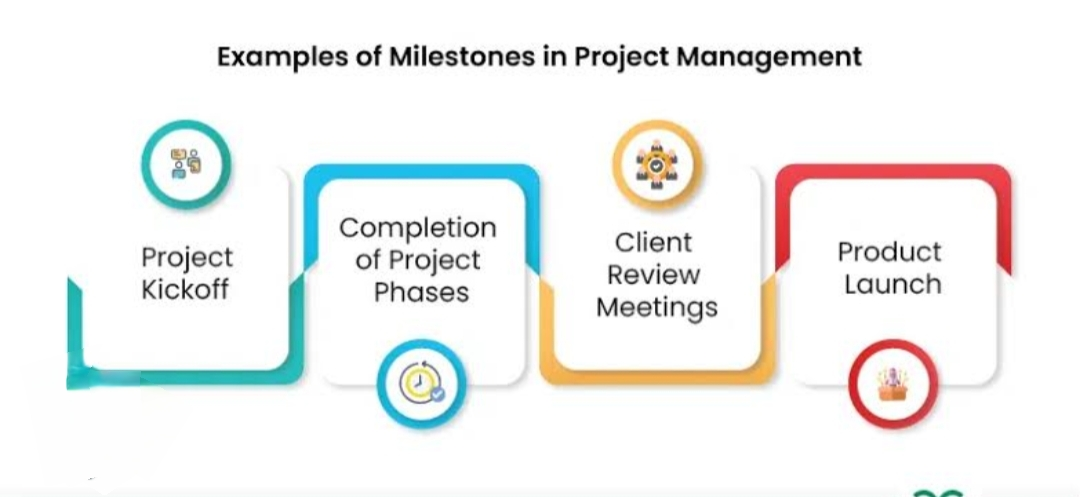 Examples of Milestones in Project Management
Project
Kickoff
Completion
of Project
Phases
Client
Review
Meetings
Product
Launch